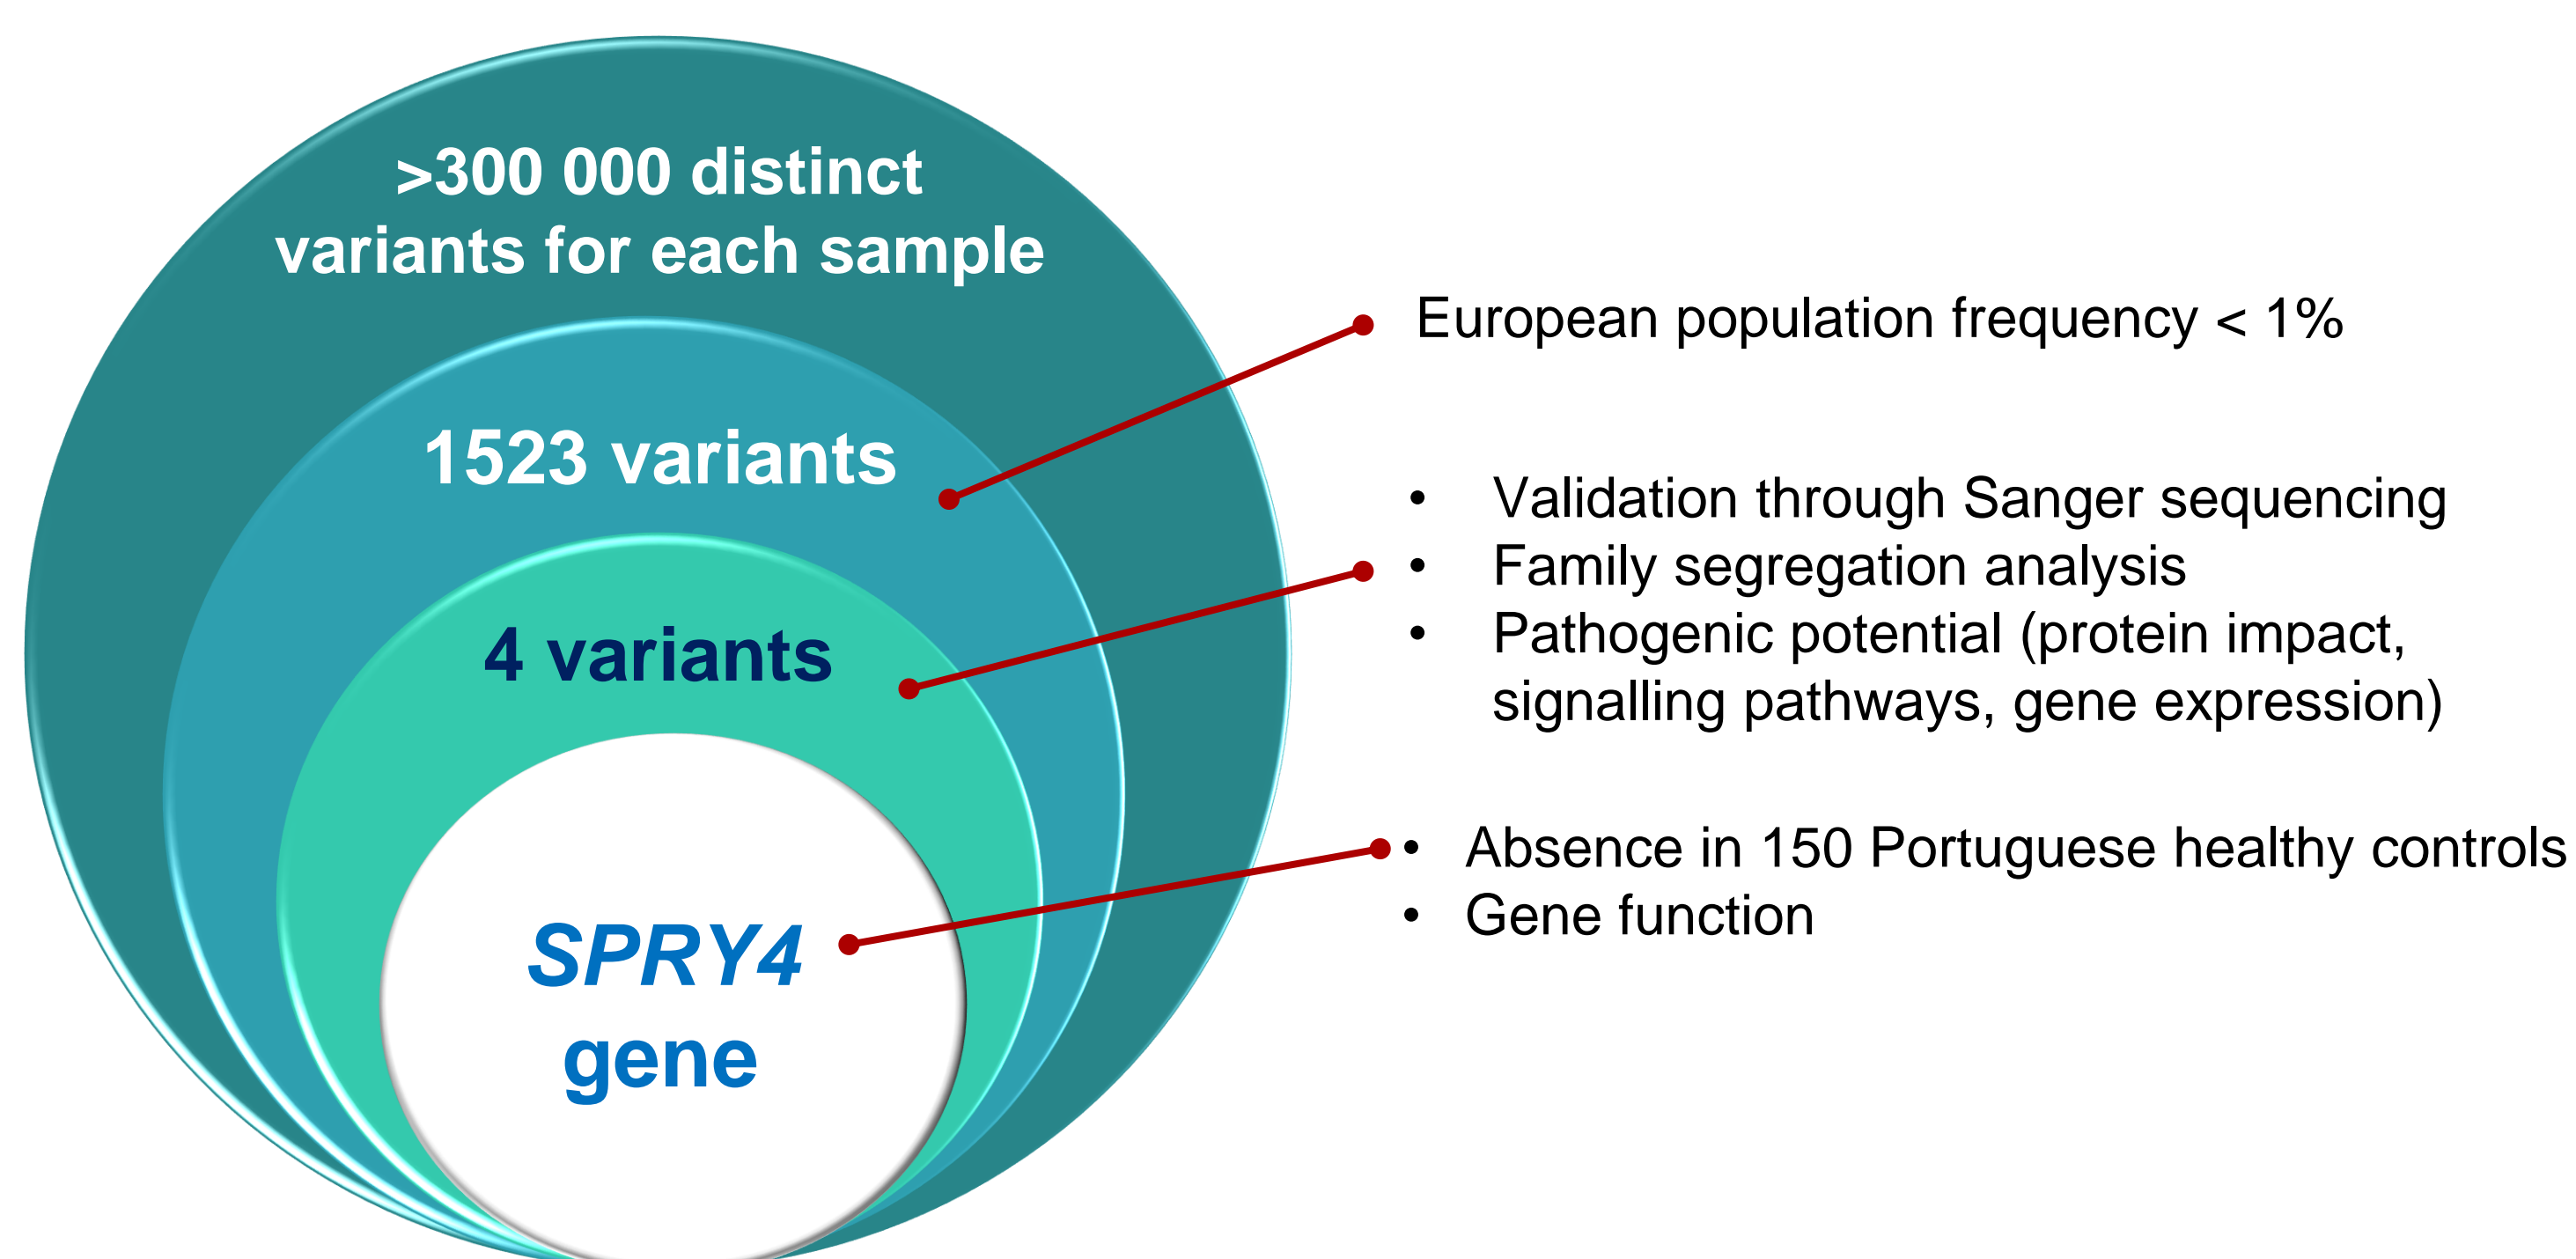 >300 000 distinct
variants for each sample
1523 variants
4 variants
SPRY4
gene
European population frequency < 1%
• Validation through Sanger sequencing
• Family segregation analysis
• Pathogenic potential (protein impact,
signalling pathways, gene expression)
• Absence in 150 Portuguese healthy controls
• Gene function